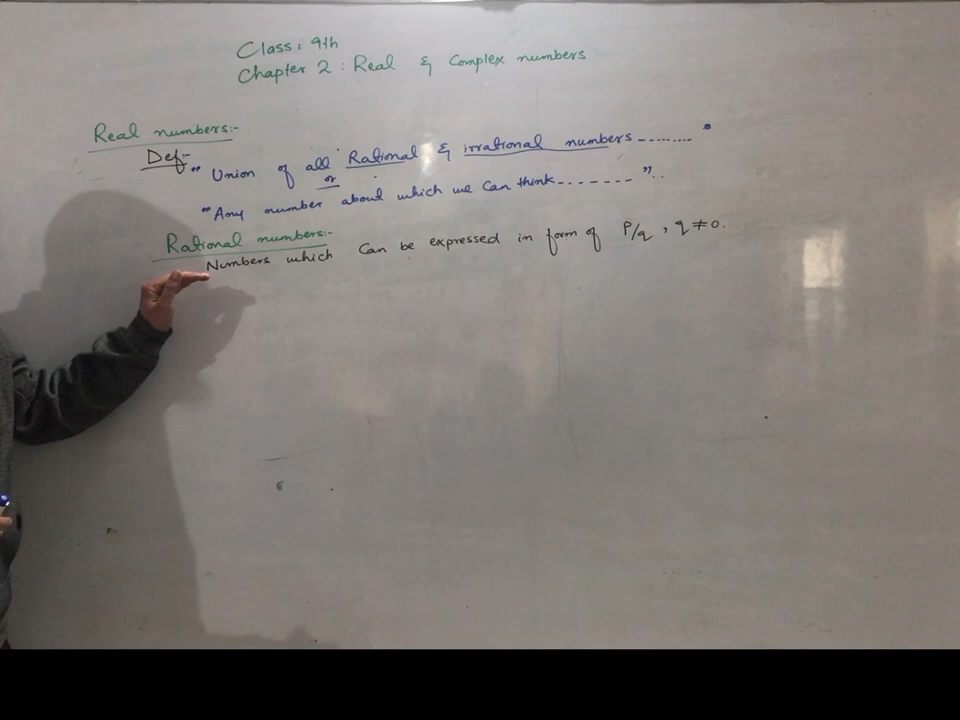 Class: 9th
Chapter 2: Real & Complex numbers
Real numbers:-
Def:- " Union of all Rational & irrational numbers --------- "
or
" Any number about which we can think ------- " ..
Rational numbers:-
Numbers which can be expressed in form of P/q , q ≠ 0.